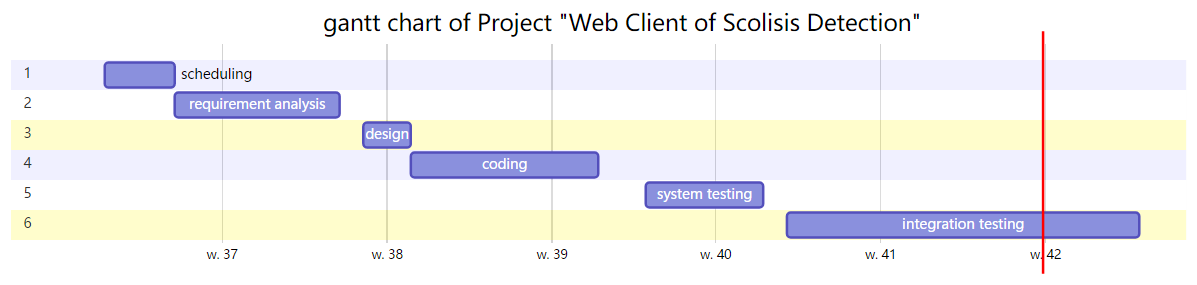 gantt chart of Project "Web Client of Scolisis Detection"
1 scheduling
2 requirement analysis
3 design
4 coding
5 system testing
6 integration testing
w. 37 w. 38 w. 39 w. 40 w. 41 w. 42